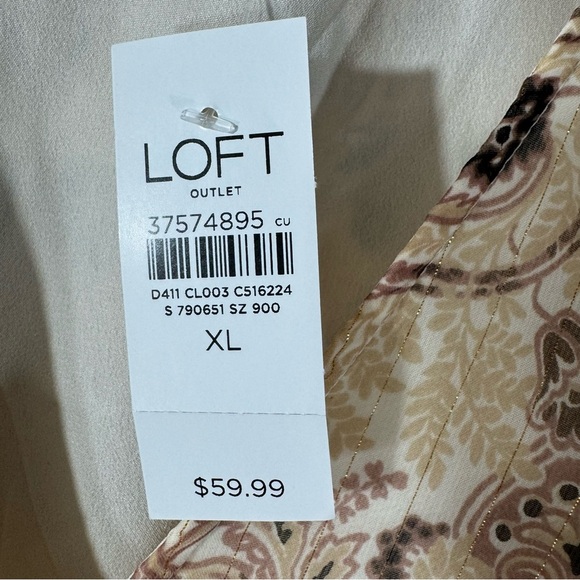 LOFT
OUTLET
37574895 CU
D411 CL003 C516224
S 790651 SZ 900
XL
$59.99